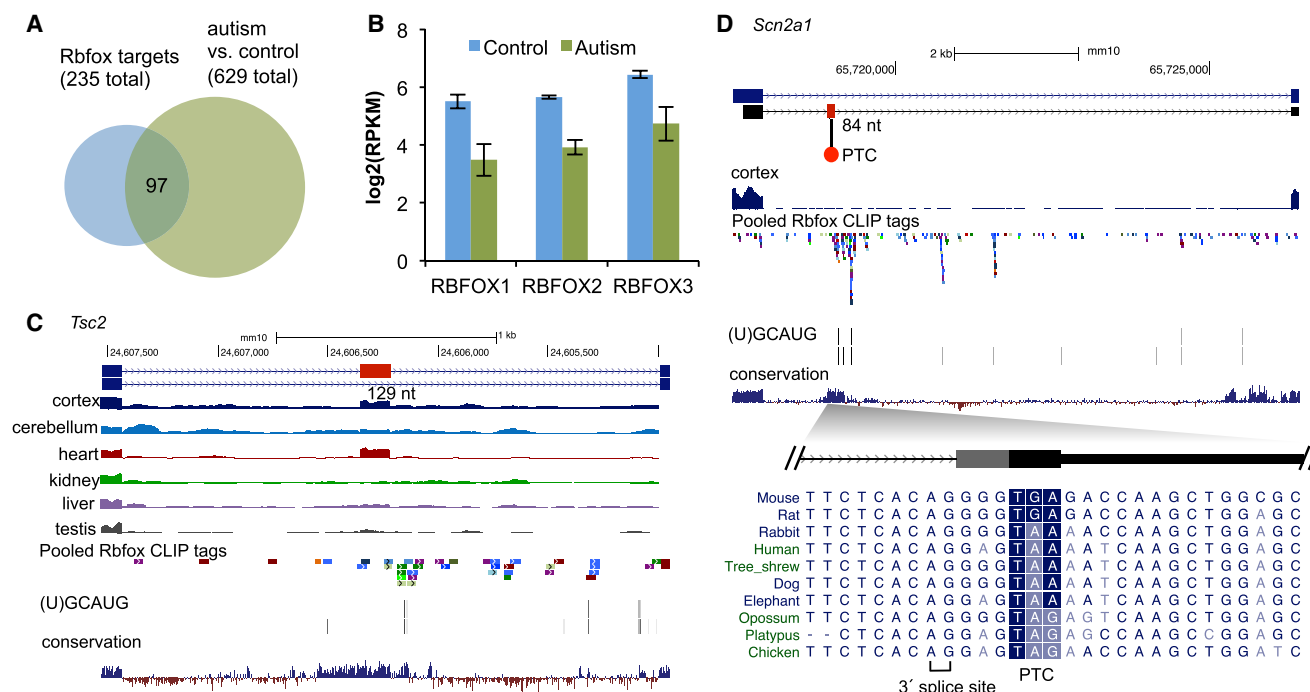 A
Rbfox targets
(235 total)
autism
vs. control
(629 total)
97
B
log2(RPKM)
8
6
4
2
0
Control
Autism
RBFOX1
RBFOX2
RBFOX3
C
Tsc2
mm10
1 kb
24,607,500
24,607,000
24,606,500
24,606,000
24,605,500
129 nt
cortex
cerebellum
heart
kidney
liver
testis
Pooled Rbfox CLIP tags
(U)GCAUG
conservation
D
Scn2a1
2 kb
mm10
65,720,000
65,725,000
84 nt
PTC
cortex
Pooled Rbfox CLIP tags
(U)GCAUG
conservation
Mouse T T C T C A C A G G G G T G A G A C C A A G C T G G C G C
Rat T T C T C A C A G G G G T G A G A C C A A G C T G G A G C
Rabbit T T C T C A C A G G G G T A A A A C C A A G C T G G A G C
Human T T C T C A C A G G A G T A A A A T C A A G C T G G A G C
Tree_shrew T T C T C A C A G G G G T A A A A T C A A G C T G G A G C
Dog T T C T C A C A G G G G T A A A A T C A A G C T G G A G C
Elephant T T C T C A C A G G A G T A A A A T C A A G C T G G A G C
Opossum T T C T C A C A G G G G T A G A G T C A A G C T G G A G C
Platypus - - C T C A C A G G A G T A G A G C C A A G C C G G A G C
Chicken T T C T C A C A G G A G T A G A A C C A A G C T G G A T C
3´ splice site
PTC